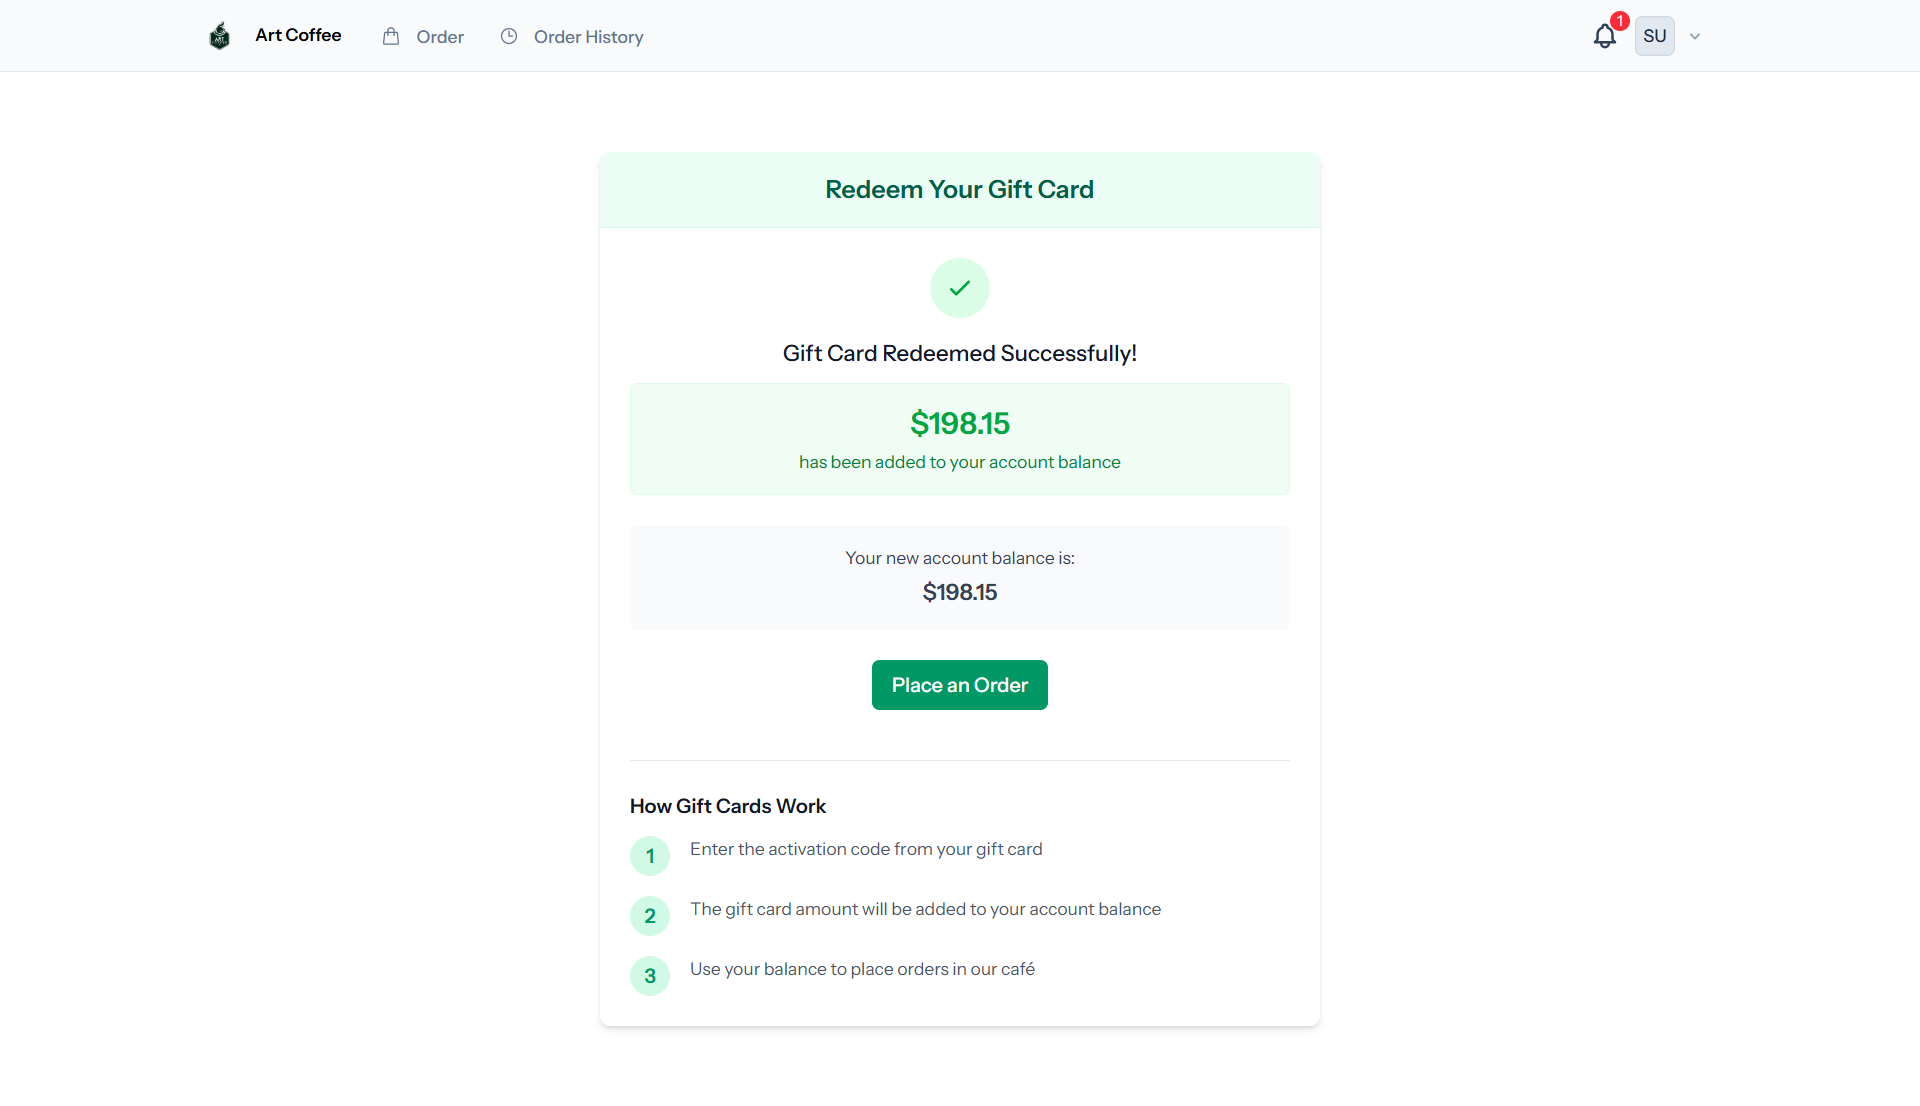 Art Coffee
Order
Order History
1
SU
Redeem Your Gift Card
Gift Card Redeemed Successfully!
$198.15
has been added to your account balance
Your new account balance is:
$198.15
Place an Order
How Gift Cards Work
1 Enter the activation code from your gift card
2 The gift card amount will be added to your account balance
3 Use your balance to place orders in our café